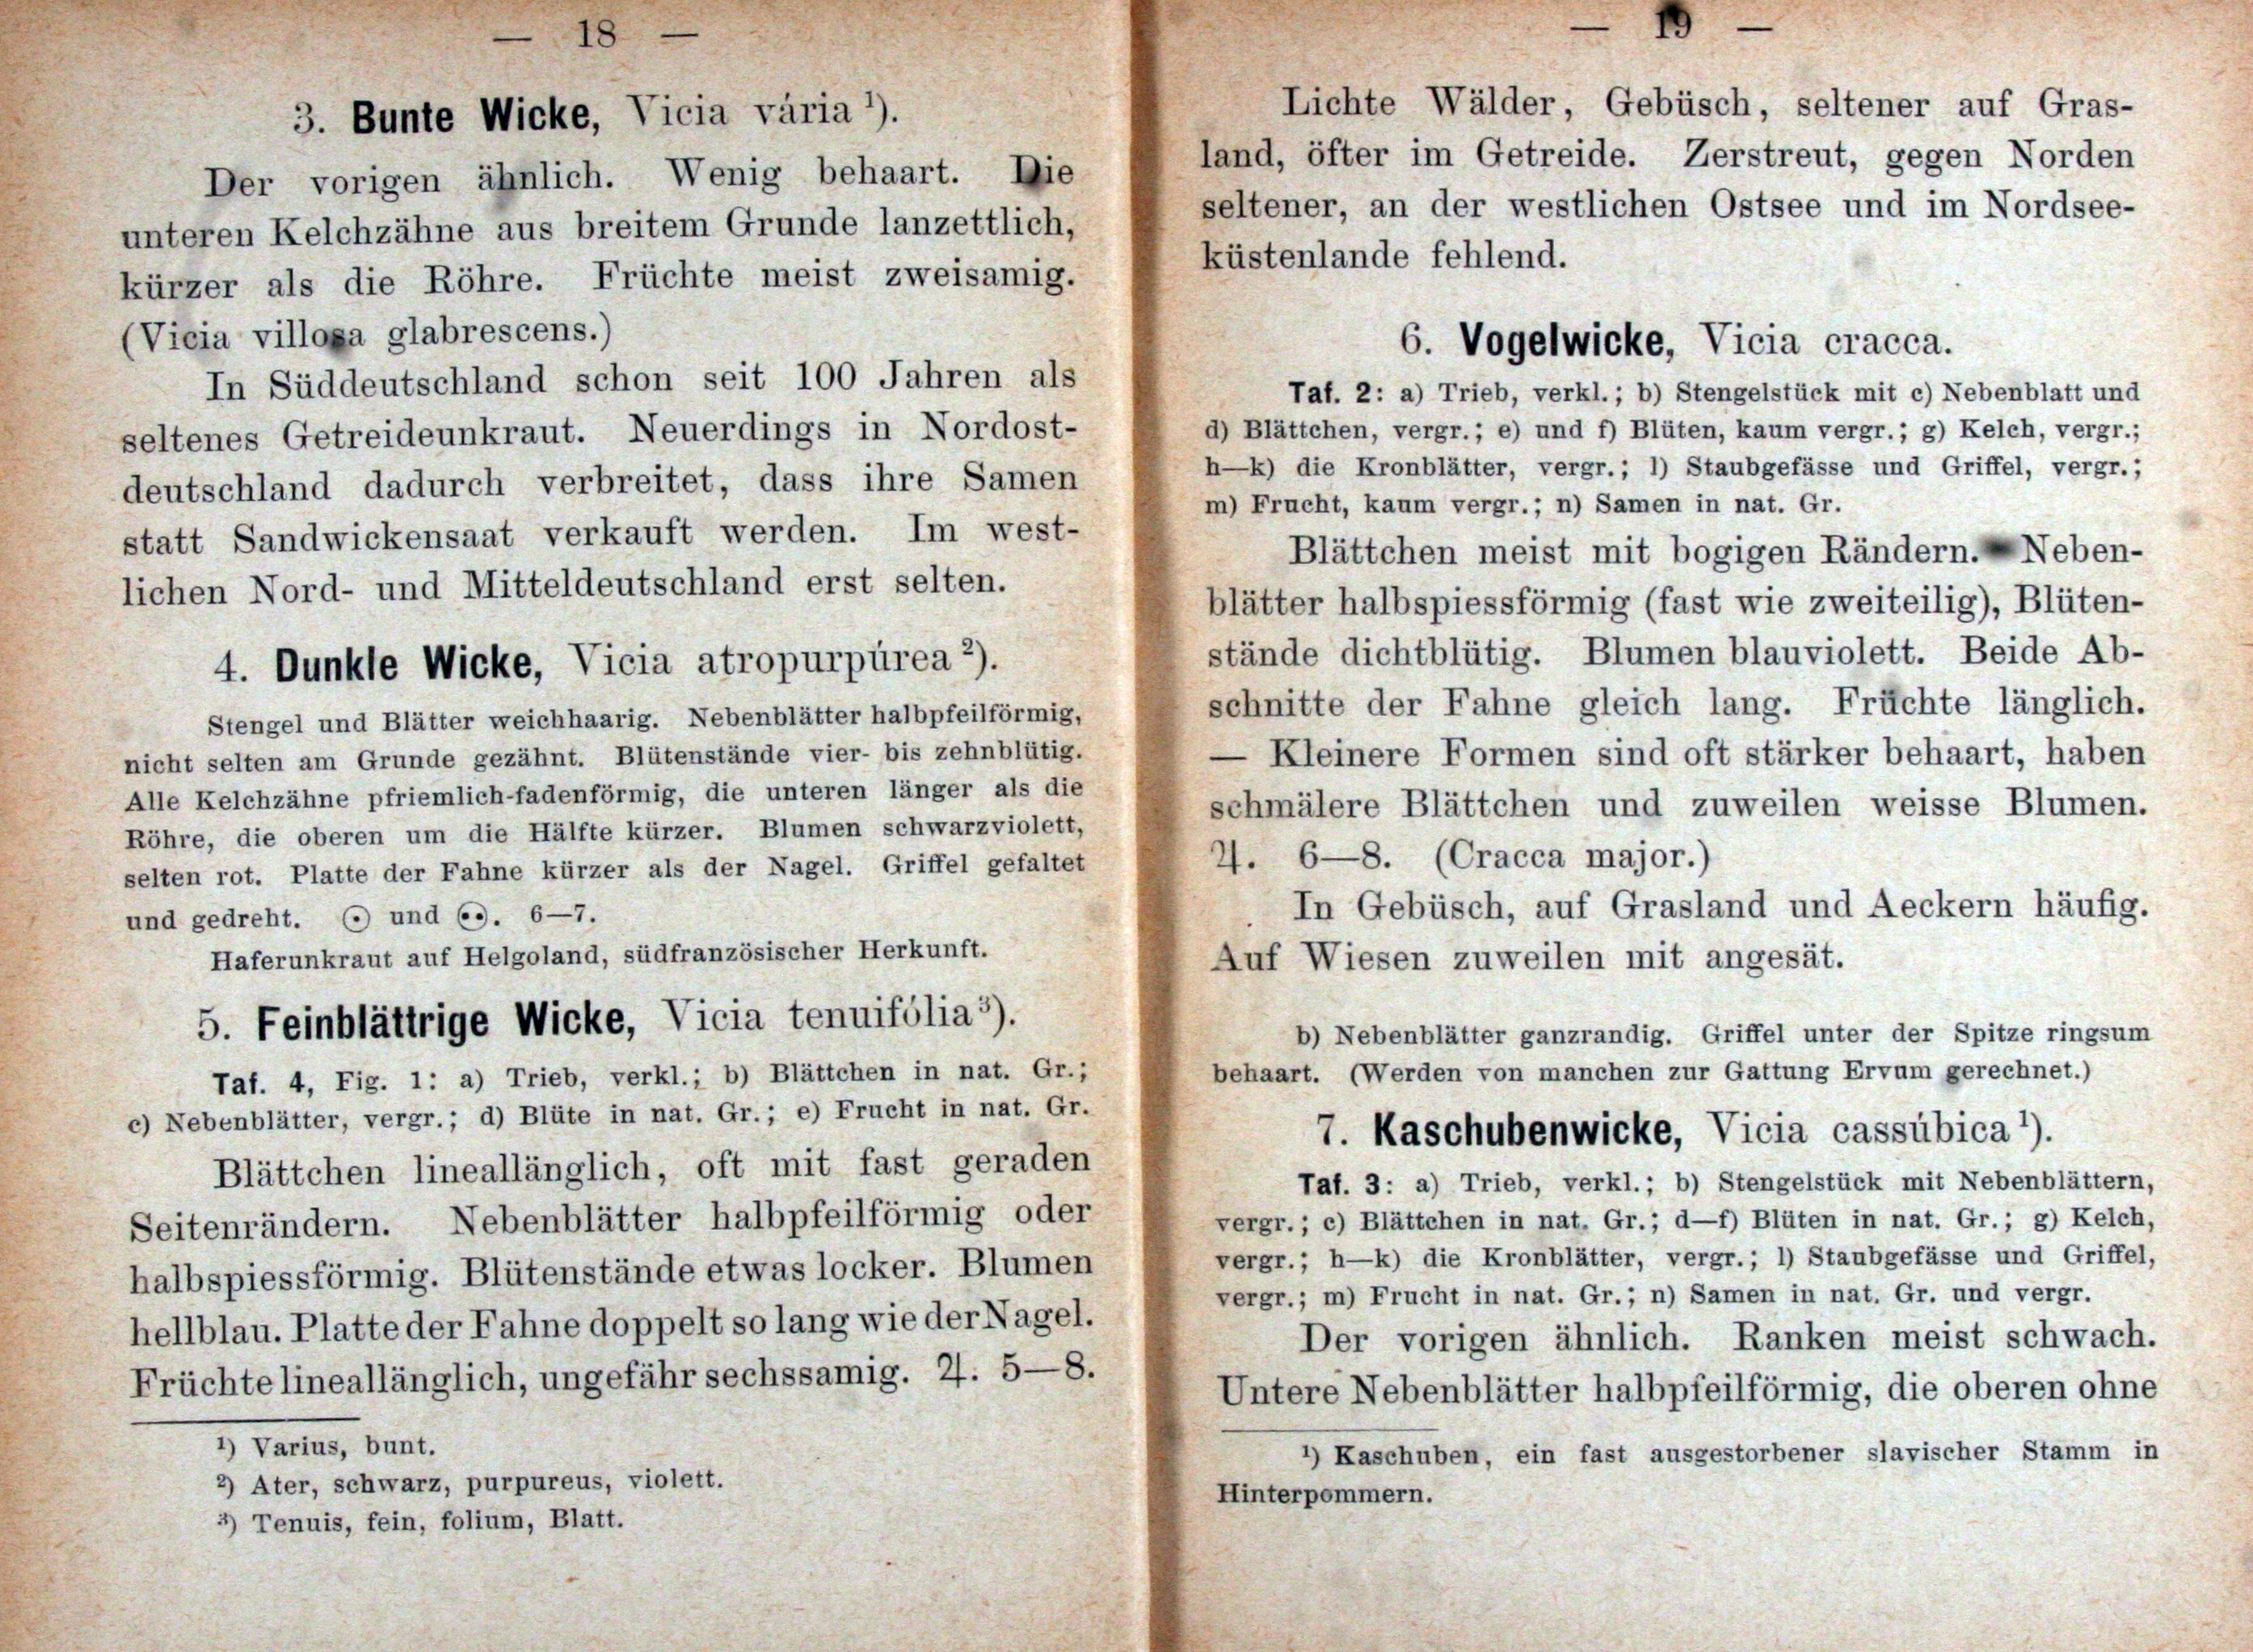 — 18 —
3. Bunte Wicke, Vicia vária ¹).
Der vorigen ähnlich. Wenig behaart. Die
unteren Kelchzähne aus breitem Grunde lanzettlich,
kürzer als die Röhre. Früchte meist zweisamig.
(Vicia villosa glabrescens.)
In Süddeutschland schon seit 100 Jahren als
seltenes Getreideunkraut. Neuerdings in Nordost-
deutschland dadurch verbreitet, dass ihre Samen
statt Sandwickensaat verkauft werden. Im west-
lichen Nord- und Mitteldeutschland erst selten.
4. Dunkle Wicke, Vicia atropurpúrea ²).
Stengel und Blätter weichhaarig. Nebenblätter halbpfeilförmig,
nicht selten am Grunde gezähnt. Blütenstände vier- bis zehnblütig.
Alle Kelchzähne pfriemlich-fadenförmig, die unteren länger als die
Röhre, die oberen um die Hälfte kürzer. Blumen schwarzviolett,
selten rot. Platte der Fahne kürzer als der Nagel. Griffel gefaltet
und gedreht. ⊙ und ⊙⊙. 6—7.
Haferunkraut auf Helgoland, südfranzösischer Herkunft.
5. Feinblättrige Wicke, Vicia tenuifólia ³).
Taf. 4, Fig. 1: a) Trieb, verkl.; b) Blättchen in nat. Gr.;
c) Nebenblätter, vergr.; d) Blüte in nat. Gr.; e) Frucht in nat. Gr.
Blättchen lineallänglich, oft mit fast geraden
Seitenrändern. Nebenblätter halbpfeilförmig oder
halbspiessförmig. Blütenstände etwas locker. Blumen
hellblau. Platte der Fahne doppelt so lang wie der Nagel.
Früchte lineallänglich, ungefähr sechssamig. ♃. 5—8.
¹) Varius, bunt.
²) Ater, schwarz, purpureus, violett.
³) Tenuis, fein, folium, Blatt.
— 19 —
Lichte Wälder, Gebüsch, seltener auf Gras-
land, öfter im Getreide. Zerstreut, gegen Norden
seltener, an der westlichen Ostsee und im Nordsee-
küstenlande fehlend.
6. Vogelwicke, Vicia cracca.
Taf. 2: a) Trieb, verkl.; b) Stengelstück mit c) Nebenblatt und
d) Blättchen, vergr.; e) und f) Blüten, kaum vergr.; g) Kelch, vergr.;
h—k) die Kronblätter, vergr.; l) Staubgefässe und Griffel, vergr.;
m) Frucht, kaum vergr.; n) Samen in nat. Gr.
Blättchen meist mit bogigen Rändern. Neben-
blätter halbspiessförmig (fast wie zweiteilig), Blüten-
stände dichtblütig. Blumen blauviolett. Beide Ab-
schnitte der Fahne gleich lang. Früchte länglich.
— Kleinere Formen sind oft stärker behaart, haben
schmälere Blättchen und zuweilen weisse Blumen.
♃. 6—8. (Cracca major.)
In Gebüsch, auf Grasland und Aeckern häufig.
Auf Wiesen zuweilen mit angesät.
b) Nebenblätter ganzrandig. Griffel unter der Spitze ringsum
behaart. (Werden von manchen zur Gattung Ervum gerechnet.)
7. Kaschubenwicke, Vicia cassúbica ¹).
Taf. 3: a) Trieb, verkl.; b) Stengelstück mit Nebenblättern,
vergr.; c) Blättchen in nat. Gr.; d—f) Blüten in nat. Gr.; g) Kelch,
vergr.; h—k) die Kronblätter, vergr.; l) Staubgefässe und Griffel,
vergr.; m) Frucht in nat. Gr.; n) Samen in nat. Gr. und vergr.
Der vorigen ähnlich. Ranken meist schwach.
Untere Nebenblätter halbpfeilförmig, die oberen ohne
¹) Kaschuben, ein fast ausgestorbener slavischer Stamm in
Hinterpommern.